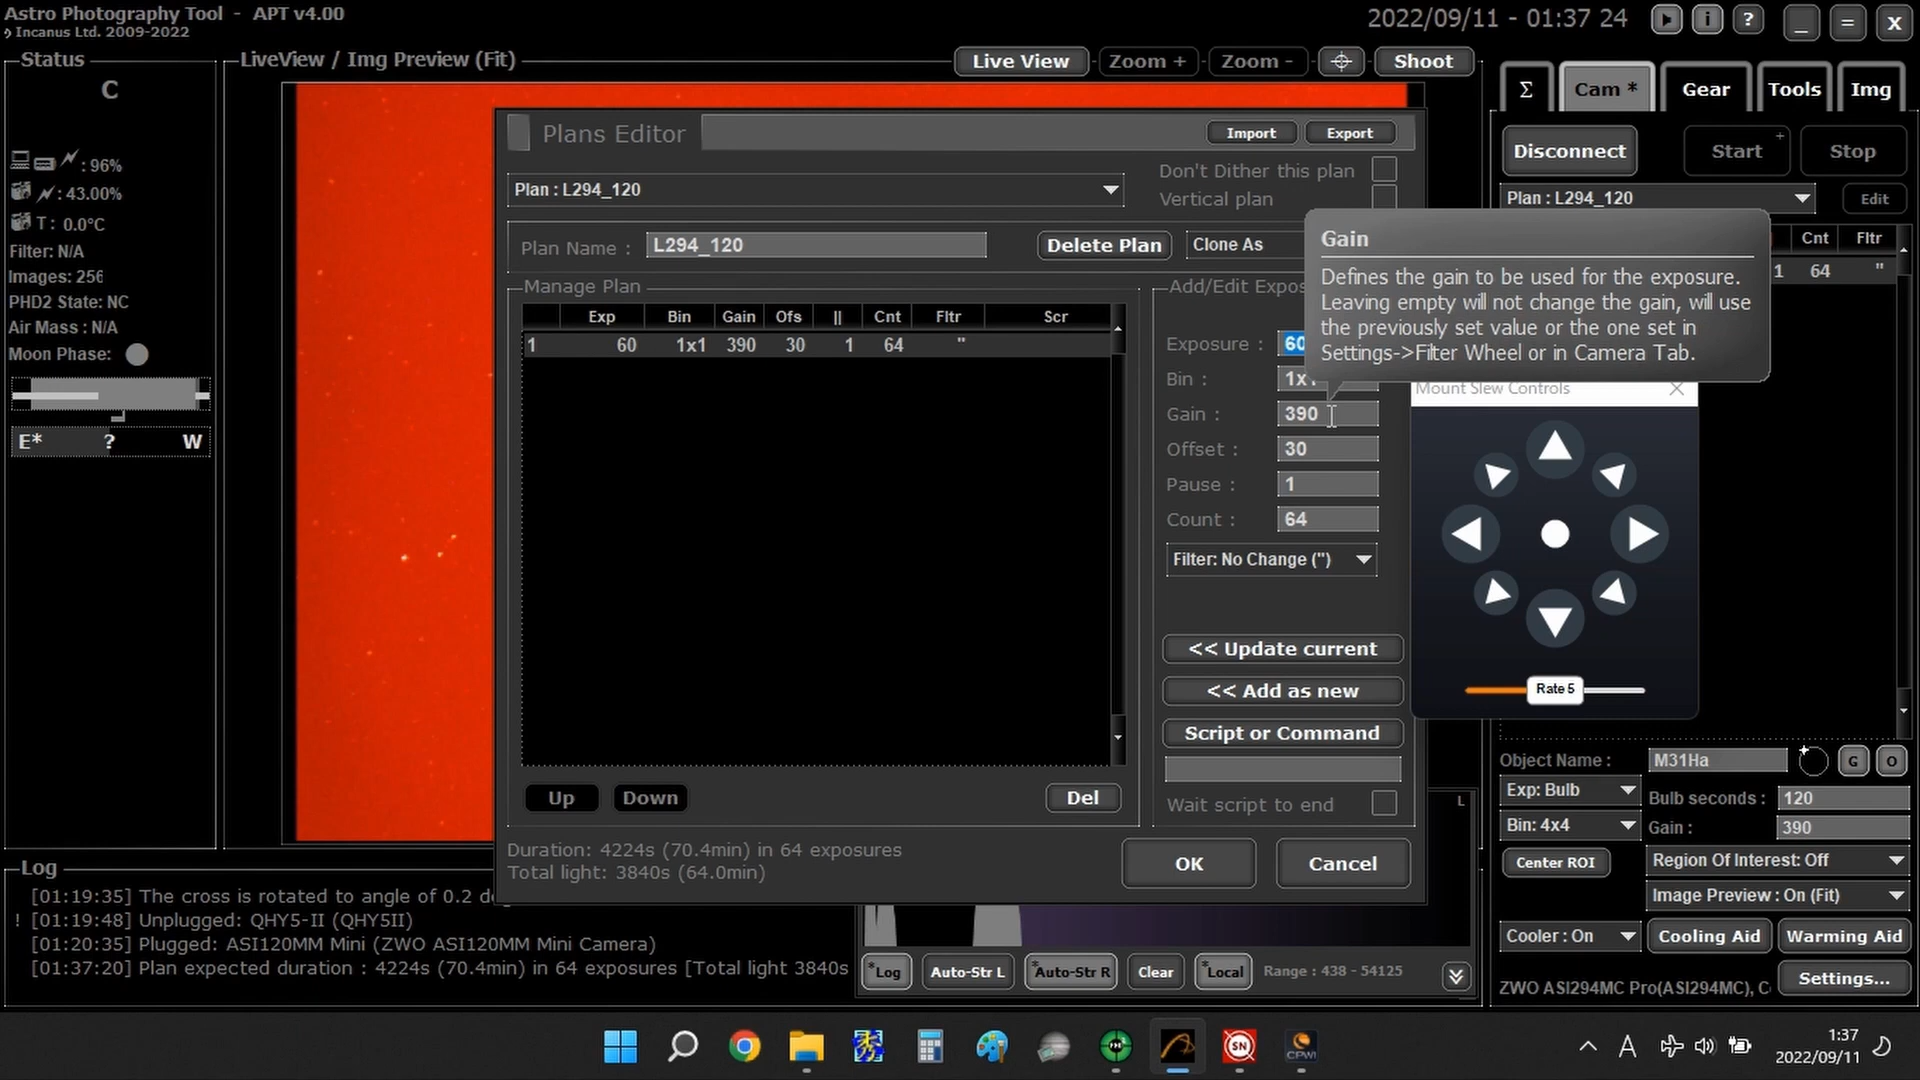 Astro Photography Tool - APT v4.00
Incanus Ltd. 2009-2022
2022/09/11 - 01:37 24
i
?
_
=
X
Status
LiveView / Img Preview (Fit)
Live View
Zoom +
Zoom -
Shoot
Σ
Cam *
Gear
Tools
Img
C
: 96%
: 43.00%
T : 0.0°C
Filter: N/A
Images: 256
PHD2 State: NC
Air Mass : N/A
Moon Phase:
E*
?
W
Plans Editor
Import
Export
Plan : L294_120
Don't Dither this plan
Vertical plan
Plan Name :
L294_120
Delete Plan
Clone As
Manage Plan
Exp Bin Gain Ofs || Cnt Fltr Scr
1 60 1x1 390 30 1 64 "
Up
Down
Del
Duration: 4224s (70.4min) in 64 exposures
Total light: 3840s (64.0min)
Add/Edit Expos
Exposure : 60
Bin : 1x1
Gain : 390
Offset : 30
Pause : 1
Count : 64
Filter: No Change (")
<< Update current
<< Add as new
Script or Command
Wait script to end
OK
Cancel
Gain
Defines the gain to be used for the exposure.
Leaving empty will not change the gain, will use
the previously set value or the one set in
Settings->Filter Wheel or in Camera Tab.
Mount Slew Controls
Rate 5
Disconnect
Start +
Stop
Plan : L294_120
Edit
Cnt Fltr
1 64 "
Object Name :
M31Ha
G
O
Exp: Bulb
Bulb seconds :
120
Bin: 4x4
Gain :
390
Center ROI
Region Of Interest: Off
Image Preview : On (Fit)
Cooler : On
Cooling Aid
Warming Aid
ZWO ASI294MC Pro(ASI294MC), C
Settings...
Log
[01:19:35] The cross is rotated to angle of 0.2 de
! [01:19:48] Unplugged: QHY5-II (QHY5II)
[01:20:35] Plugged: ASI120MM Mini (ZWO ASI120MM Mini Camera)
[01:37:20] Plan expected duration : 4224s (70.4min) in 64 exposures [Total light 3840s
L
*Log
Auto-Str L
*Auto-Str R
Clear
*Local
Range : 438 - 54125
SN
CPWI
A
1:37
2022/09/11